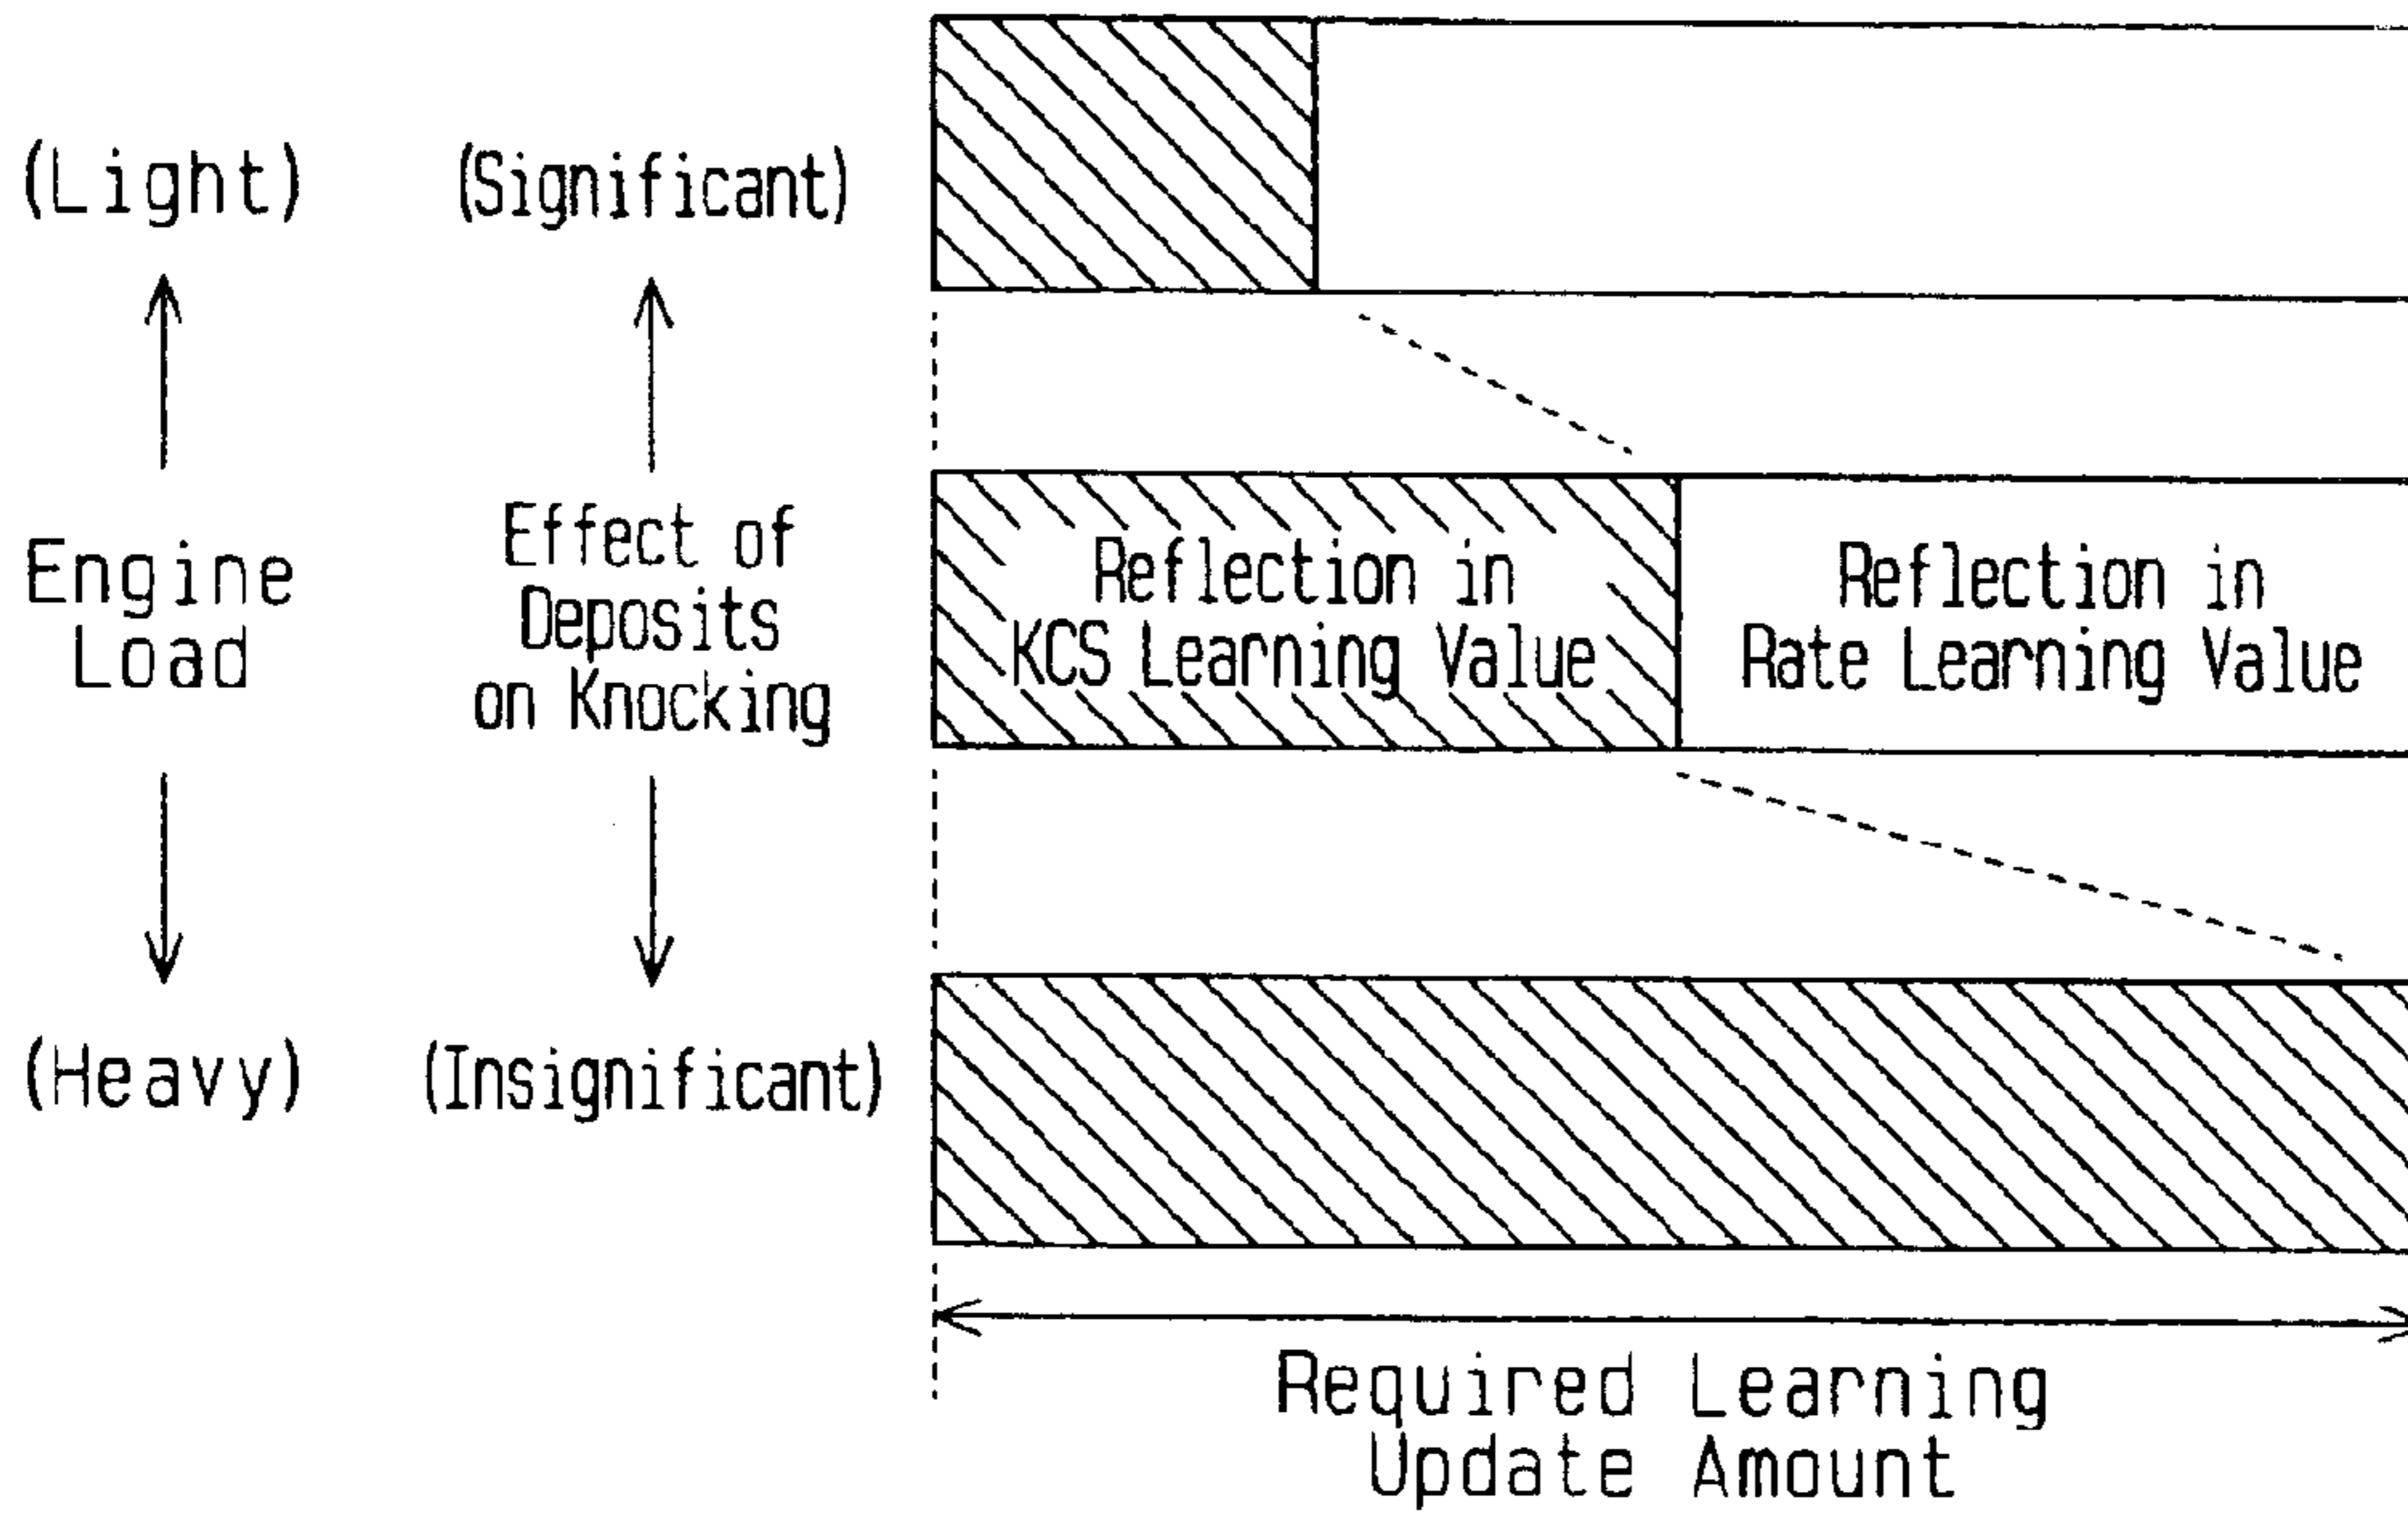 (Light)
(Significant)
Engine
Load
Effect of
Deposits
on Knocking
Reflection in
KCS Learning Value
Reflection in
Rate Learning Value
(Heavy)
(Insignificant)
Required Learning
Update Amount